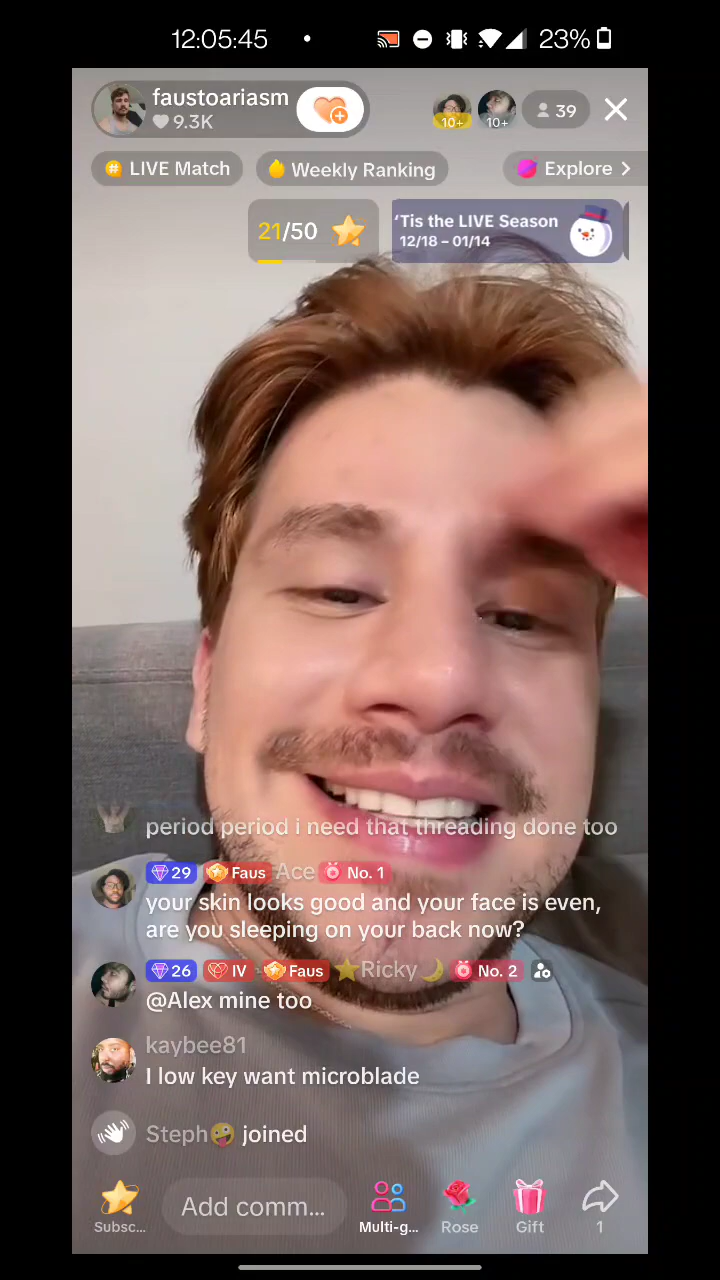 12:05:45 • 23%
faustoariasm
9.3K
10+ 10+ 39
LIVE Match Weekly Ranking Explore >
21/50
'Tis the LIVE Season
12/18 – 01/14
period period i need that threading done too
29 Faus Ace No. 1
your skin looks good and your face is even,
are you sleeping on your back now?
26 IV Faus ⭐Ricky🌙 No. 2
@Alex mine too
kaybee81
I low key want microblade
Steph🤪 joined
Add comm...
Subsc... Multi-g... Rose Gift 1